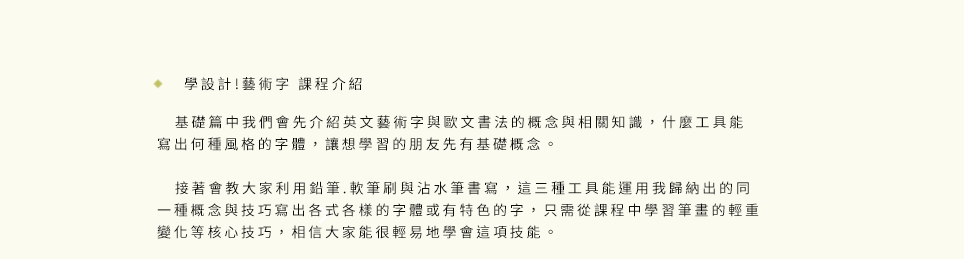 學設計!藝術字 課程介紹
基礎篇中我們會先介紹英文藝術字與歐文書法的概念與相關知識，什麼工具能
寫出何種風格的字體，讓想學習的朋友先有基礎概念。
接著會教大家利用鉛筆.軟筆刷與沾水筆書寫，這三種工具能運用我歸納出的同
一種概念與技巧寫出各式各樣的字體或有特色的字，只需從課程中學習筆畫的輕重
變化等核心技巧，相信大家能很輕易地學會這項技能。